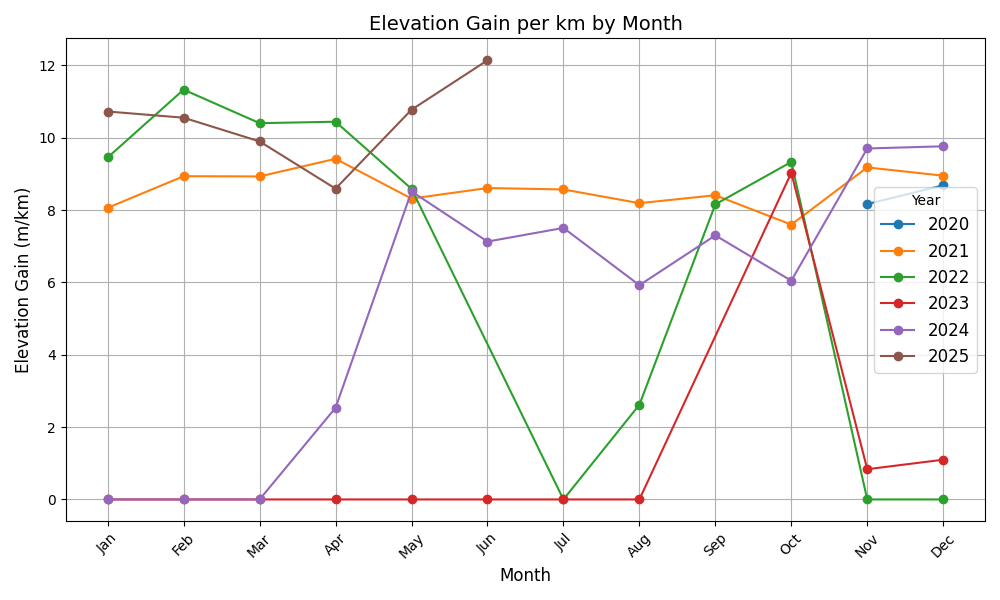 Elevation Gain per km by Month
Elevation Gain (m/km)
12
10
8
6
4
2
0
Jan
Feb
Mar
Apr
May
Jun
Jul
Aug
Sep
Oct
Nov
Dec
Month
Year
2020
2021
2022
2023
2024
2025